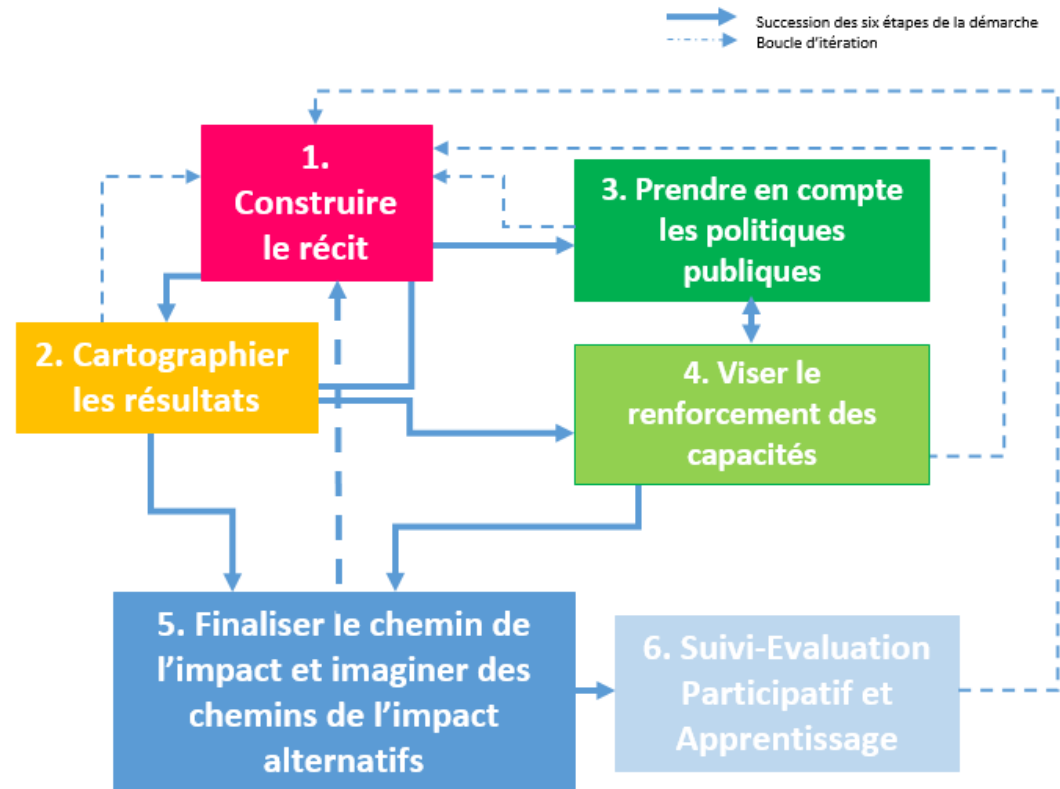 Succession des six étapes de la démarche
Boucle d’itération
1.
Construire
le récit
3. Prendre en compte
les politiques
publiques
2. Cartographier
les résultats
4. Viser le
renforcement des
capacités
5. Finaliser le chemin de
l’impact et imaginer des
chemins de l’impact
alternatifs
6. Suivi-Evaluation
Participatif et
Apprentissage